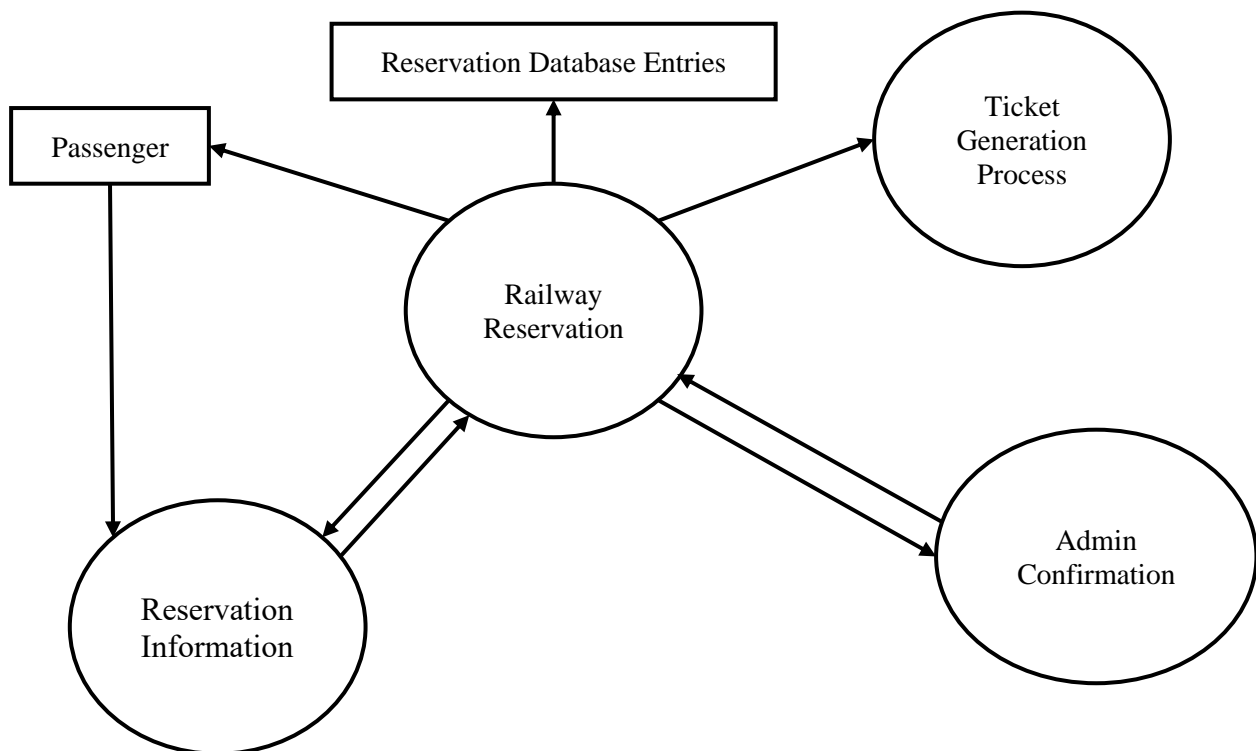 Reservation Database Entries
Passenger
Ticket
Generation
Process
Railway
Reservation
Admin
Confirmation
Reservation
Information